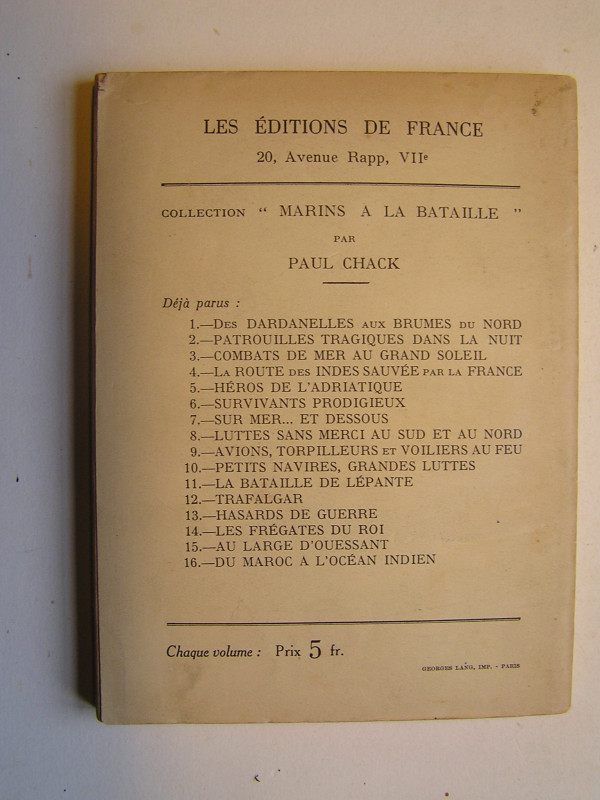 LES ÉDITIONS DE FRANCE
20, Avenue Rapp, VIIe
COLLECTION “ MARINS A LA BATAILLE ”
PAR
PAUL CHACK
Déjà parus :
1.—DES DARDANELLES AUX BRUMES DU NORD
2.—PATROUILLES TRAGIQUES DANS LA NUIT
3.—COMBATS DE MER AU GRAND SOLEIL
4.—LA ROUTE DES INDES SAUVÉE PAR LA FRANCE
5.—HÉROS DE L'ADRIATIQUE
6.—SURVIVANTS PRODIGIEUX
7.—SUR MER... ET DESSOUS
8.—LUTTES SANS MERCI AU SUD ET AU NORD
9.—AVIONS, TORPILLEURS ET VOILIERS AU FEU
10.—PETITS NAVIRES, GRANDES LUTTES
11.—LA BATAILLE DE LÉPANTE
12.—TRAFALGAR
13.—HASARDS DE GUERRE
14.—LES FRÉGATES DU ROI
15.—AU LARGE D'OUESSANT
16.—DU MAROC A L'OCÉAN INDIEN
Chaque volume : Prix 5 fr.
GEORGES LANG, IMP. - PARIS